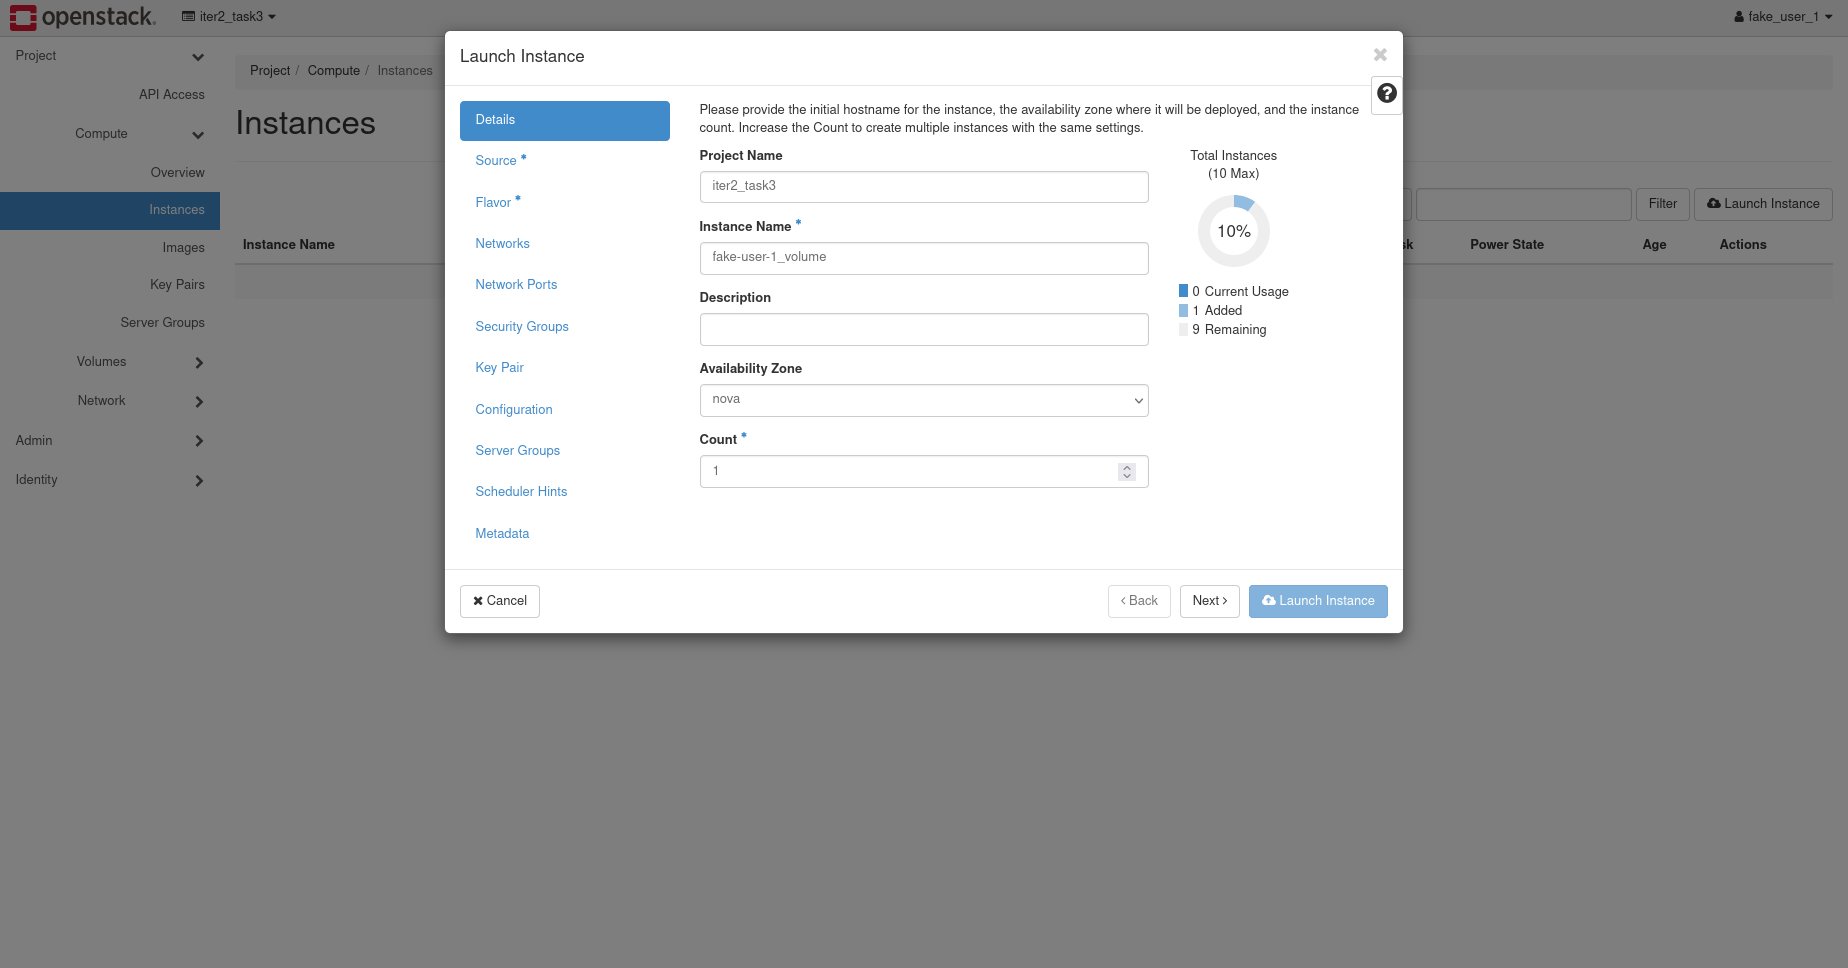 openstack.
iter2_task3
fake_user_1
Project
API Access
Compute
Overview
Instances
Images
Key Pairs
Server Groups
Volumes
Network
Admin
Identity
Project / Compute / Instances
Instances
Filter
Launch Instance
Instance Name
Power State
Age
Actions
Launch Instance
Details
Source *
Flavor *
Networks
Network Ports
Security Groups
Key Pair
Configuration
Server Groups
Scheduler Hints
Metadata
Please provide the initial hostname for the instance, the availability zone where it will be deployed, and the instance
count. Increase the Count to create multiple instances with the same settings.
Project Name
iter2_task3
Instance Name *
fake-user-1_volume
Description
Availability Zone
nova
Count *
1
Total Instances
(10 Max)
10%
0 Current Usage
1 Added
9 Remaining
Cancel
Back
Next
Launch Instance